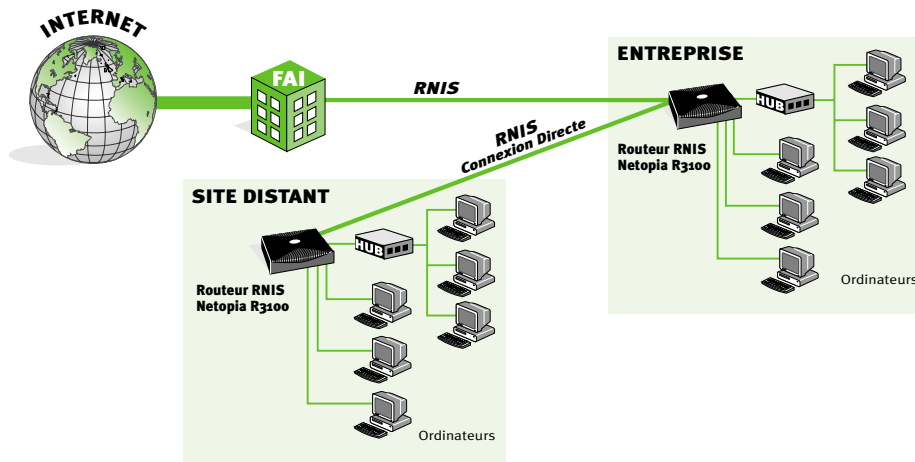 INTERNET
FAI
RNIS
RNIS
Connexion Directe
ENTREPRISE
HUB
Routeur RNIS
Netopia R3100
Ordinateurs
SITE DISTANT
HUB
Routeur RNIS
Netopia R3100
Ordinateurs